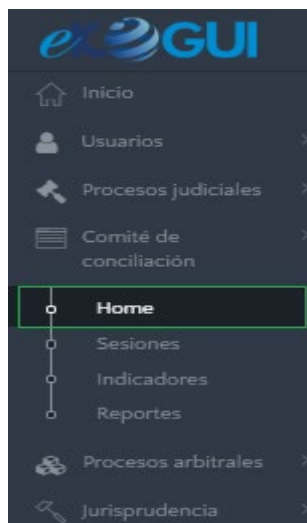 eKOGUI
Inicio
Usuarios
Procesos judiciales
Comité de
conciliación
Home
Sesiones
Indicadores
Reportes
Procesos arbitrales
Jurisprudencia